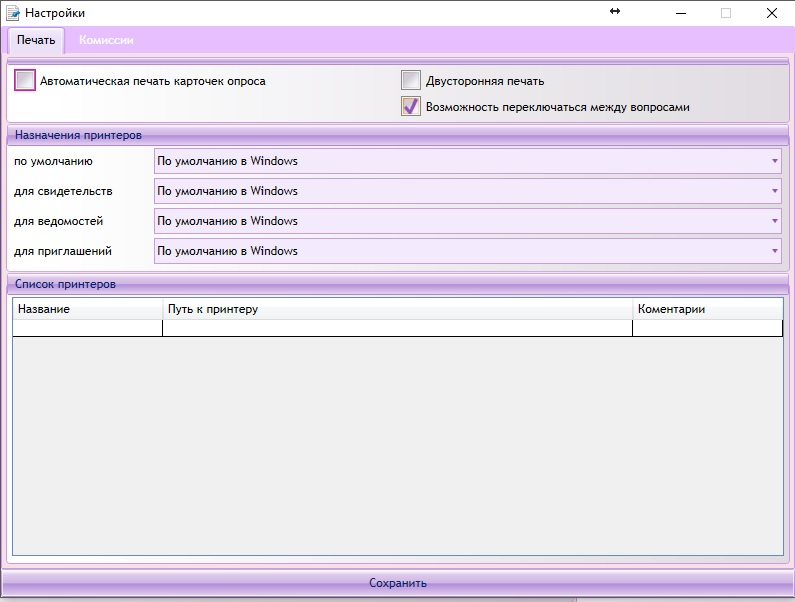 Настройки
Печать Комиссии
Автоматическая печать карточек опроса Двусторонняя печать
Возможность переключаться между вопросами
Назначения принтеров
по умолчанию По умолчанию в Windows
для свидетельств По умолчанию в Windows
для ведомостей По умолчанию в Windows
для приглашений По умолчанию в Windows
Список принтеров
Название Путь к принтеру Коментарии
Сохранить